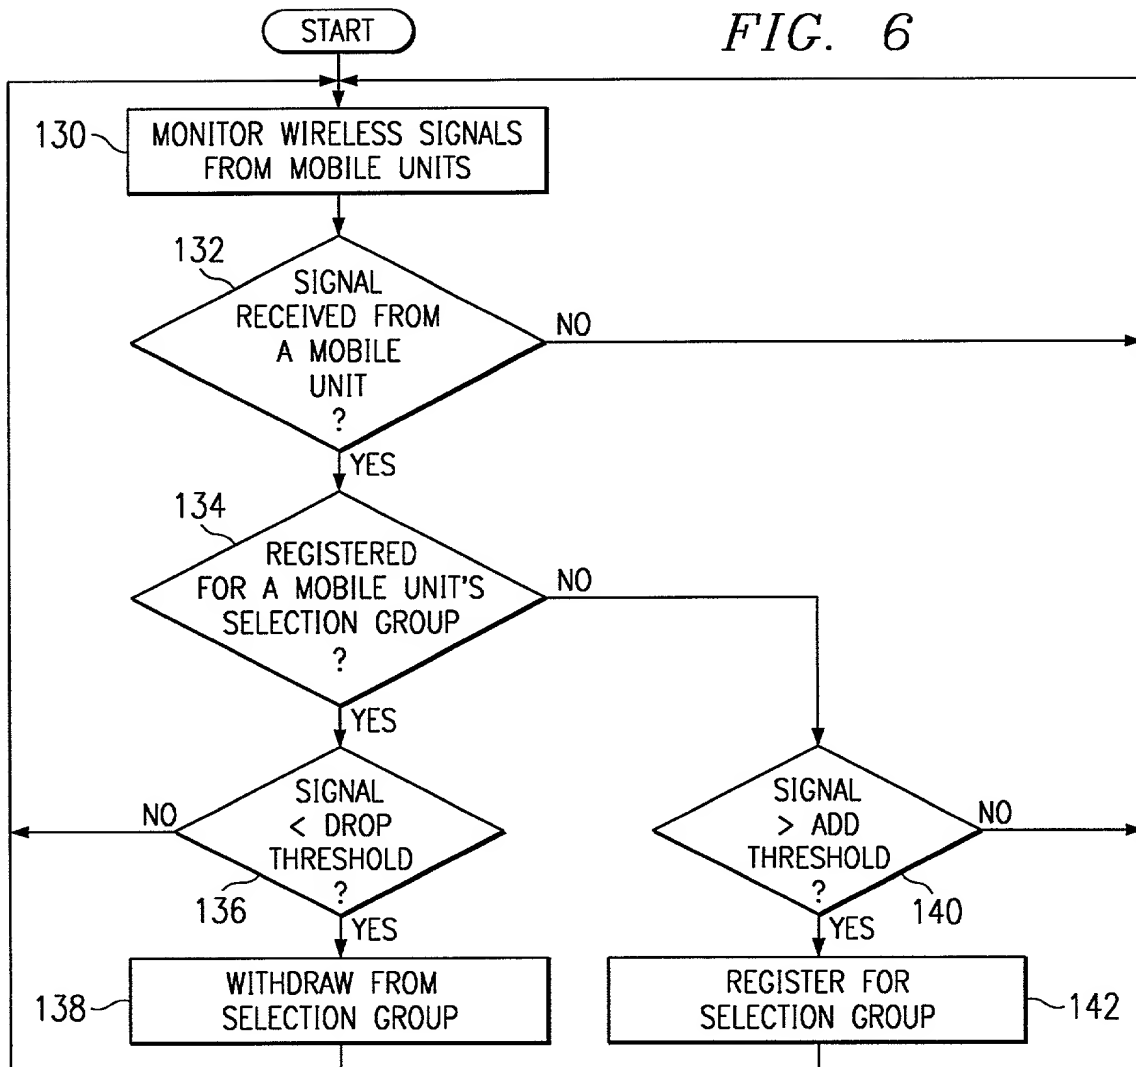 START
FIG. 6
130
MONITOR WIRELESS SIGNALS
FROM MOBILE UNITS
132
SIGNAL
RECEIVED FROM
A MOBILE
UNIT
?
NO
YES
134
REGISTERED
FOR A MOBILE UNIT'S
SELECTION GROUP
?
NO
YES
NO
SIGNAL
< DROP
THRESHOLD
?
136
YES
SIGNAL
> ADD
THRESHOLD
?
NO
140
YES
138
WITHDRAW FROM
SELECTION GROUP
REGISTER FOR
SELECTION GROUP
142